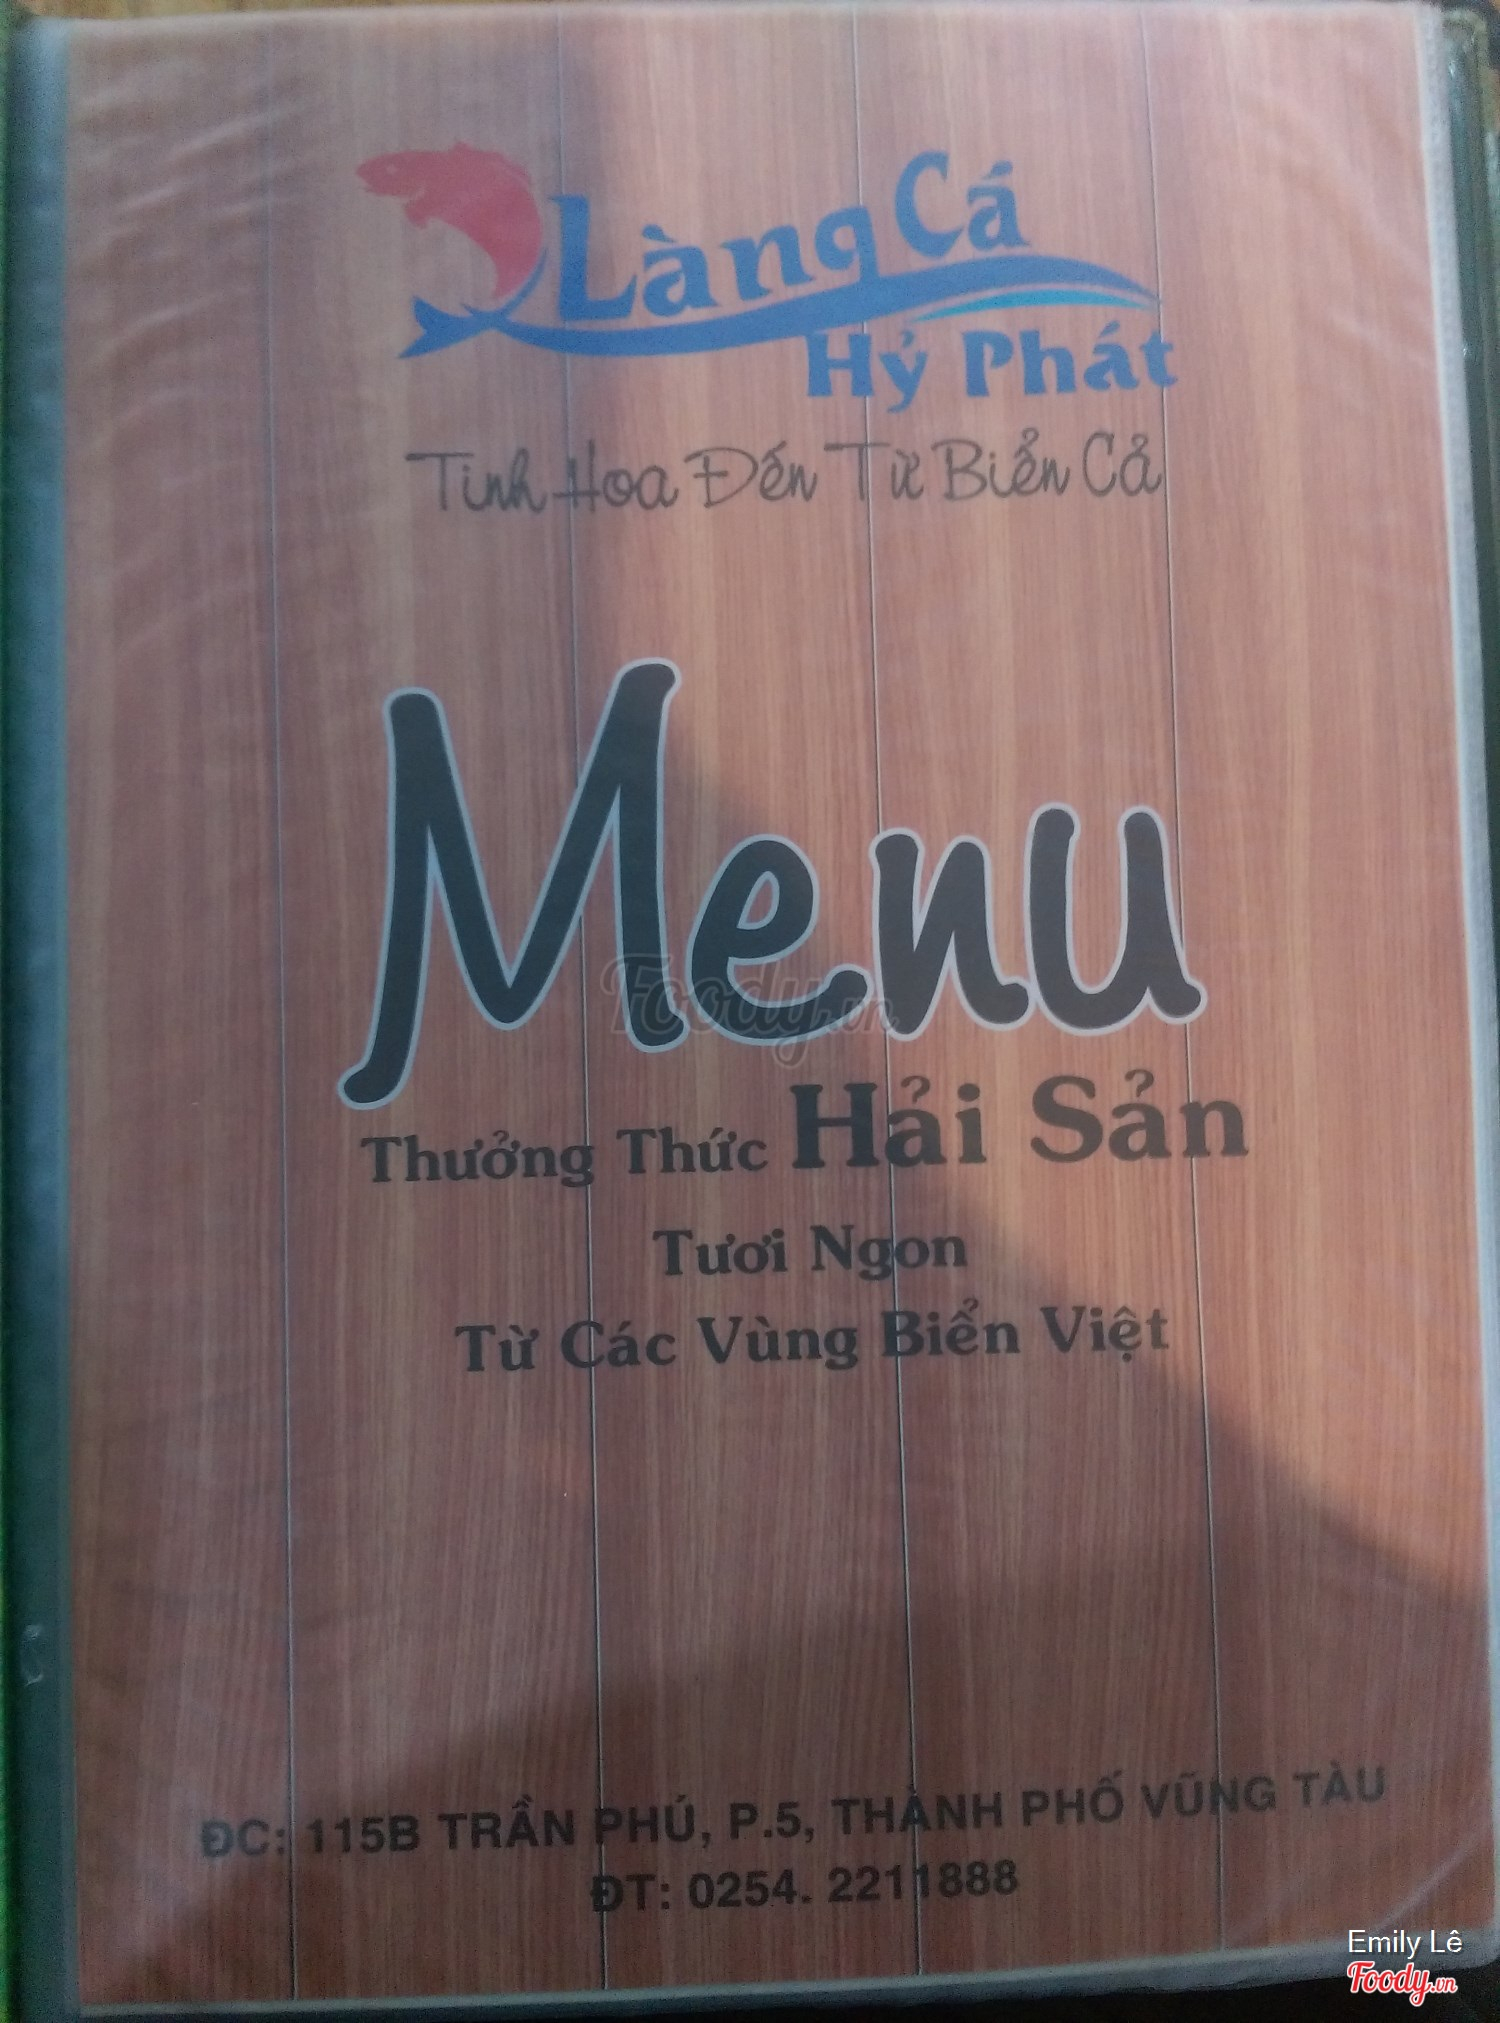 Làng Cá
Hỷ Phát
Tinh Hoa Đến Từ Biển Cả
Menu
Foody.vn
Thưởng Thức Hải Sản
Tươi Ngon
Từ Các Vùng Biển Việt
ĐC: 115B TRẦN PHÚ, P.5, THÀNH PHỐ VŨNG TÀU
ĐT: 0254. 2211888
Emily Lê
Foody.vn